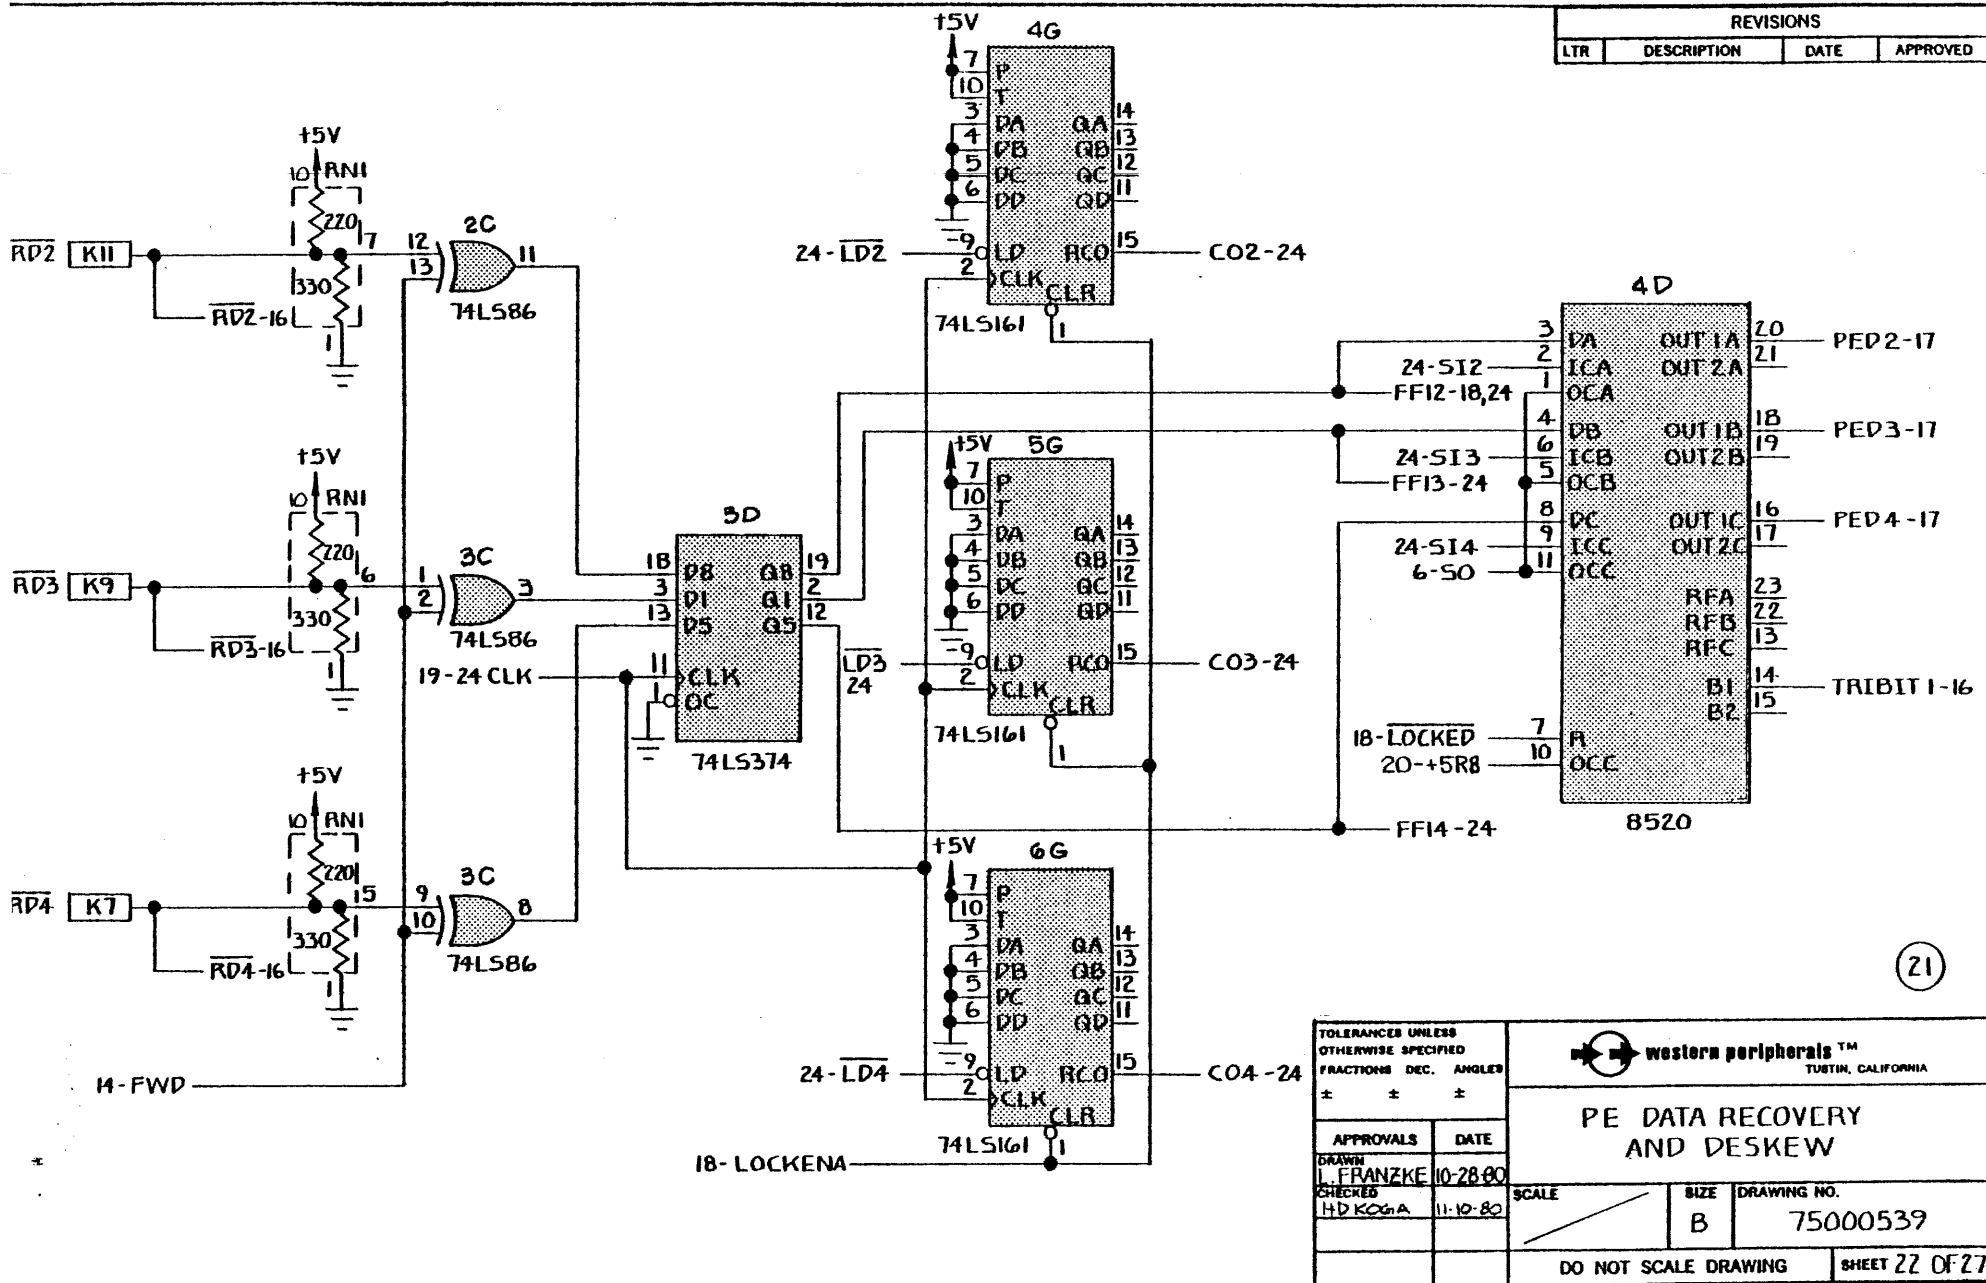 REVISIONS
LTR DESCRIPTION DATE APPROVED
+5V
10 RN1
220
330
7
1
RD2 K11
RD2-16
12
13
2C
11
74LS86
+5V
10 RN1
220
330
6
1
RD3 K9
RD3-16
1
2
3C
3
74LS86
+5V
10 RN1
220
330
5
1
RD4 K7
RD4-16
9
10
3C
8
74LS86
14-FWD
19-24 CLK
3D
18 D8 Q8 19
3 D1 Q1 2
13 D5 Q5 12
11 CLK
1 OC
74LS374
+5V
4G
7 P
10 T
3 DA QA 14
4 DB QB 13
5 DC QC 12
6 DD QD 11
24-LD2 9 LD RCO 15 CO2-24
2 CLK
CLR
74LS161 1
+5V
5G
7 P
10 T
3 DA QA 14
4 DB QB 13
5 DC QC 12
6 DD QD 11
LD3 9 LD RCO 15 CO3-24
24 2 CLK
CLR
74LS161 1
+5V
6G
7 P
10 T
3 DA QA 14
4 DB QB 13
5 DC QC 12
6 DD QD 11
24-LD4 9 LD RCO 15 CO4-24
2 CLK
CLR
74LS161 1
18-LOCKENA
4D
3 DA OUT 1A 20 PED2-17
24-SI2 2 ICA OUT 2A 21
FF12-18,24 1 OCA
4 DB OUT 1B 18 PED3-17
24-SI3 6 ICB OUT2B 19
FF13-24 5 OCB
8 DC OUT 1C 16 PED4-17
24-SI4 9 ICC OUT2C 17
6-SO 11 OCC
RFA 23
RFB 22
RFC 13
B1 14 TRIBIT1-16
B2 15
18-LOCKED 7 R
20-+5R8 10 OCC
8520
FF14-24
21
TOLERANCES UNLESS
OTHERWISE SPECIFIED
FRACTIONS DEC. ANGLES
± ± ±
APPROVALS DATE
DRAWN
L. FRANZKE 10-28-80
CHECKED
HD KOGA 11-10-80
western peripherals ™
TUSTIN, CALIFORNIA
PE DATA RECOVERY
AND DESKEW
SCALE SIZE DRAWING NO.
B 75000539
DO NOT SCALE DRAWING SHEET 22 OF 27